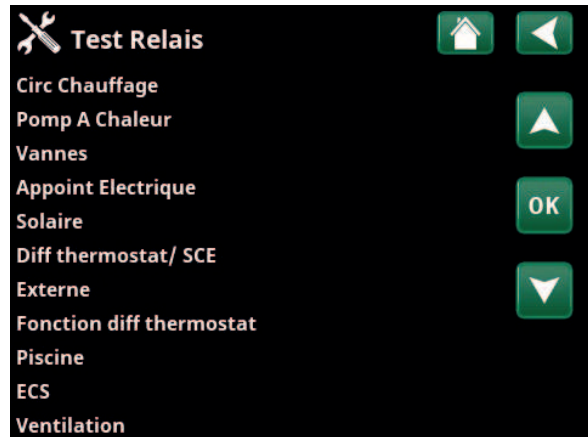 Test Relais
Circ Chauffage
Pomp A Chaleur
Vannes
Appoint Electrique
OK
Solaire
Diff thermostat/ SCE
Externe
Fonction diff thermostat
Piscine
ECS
Ventilation